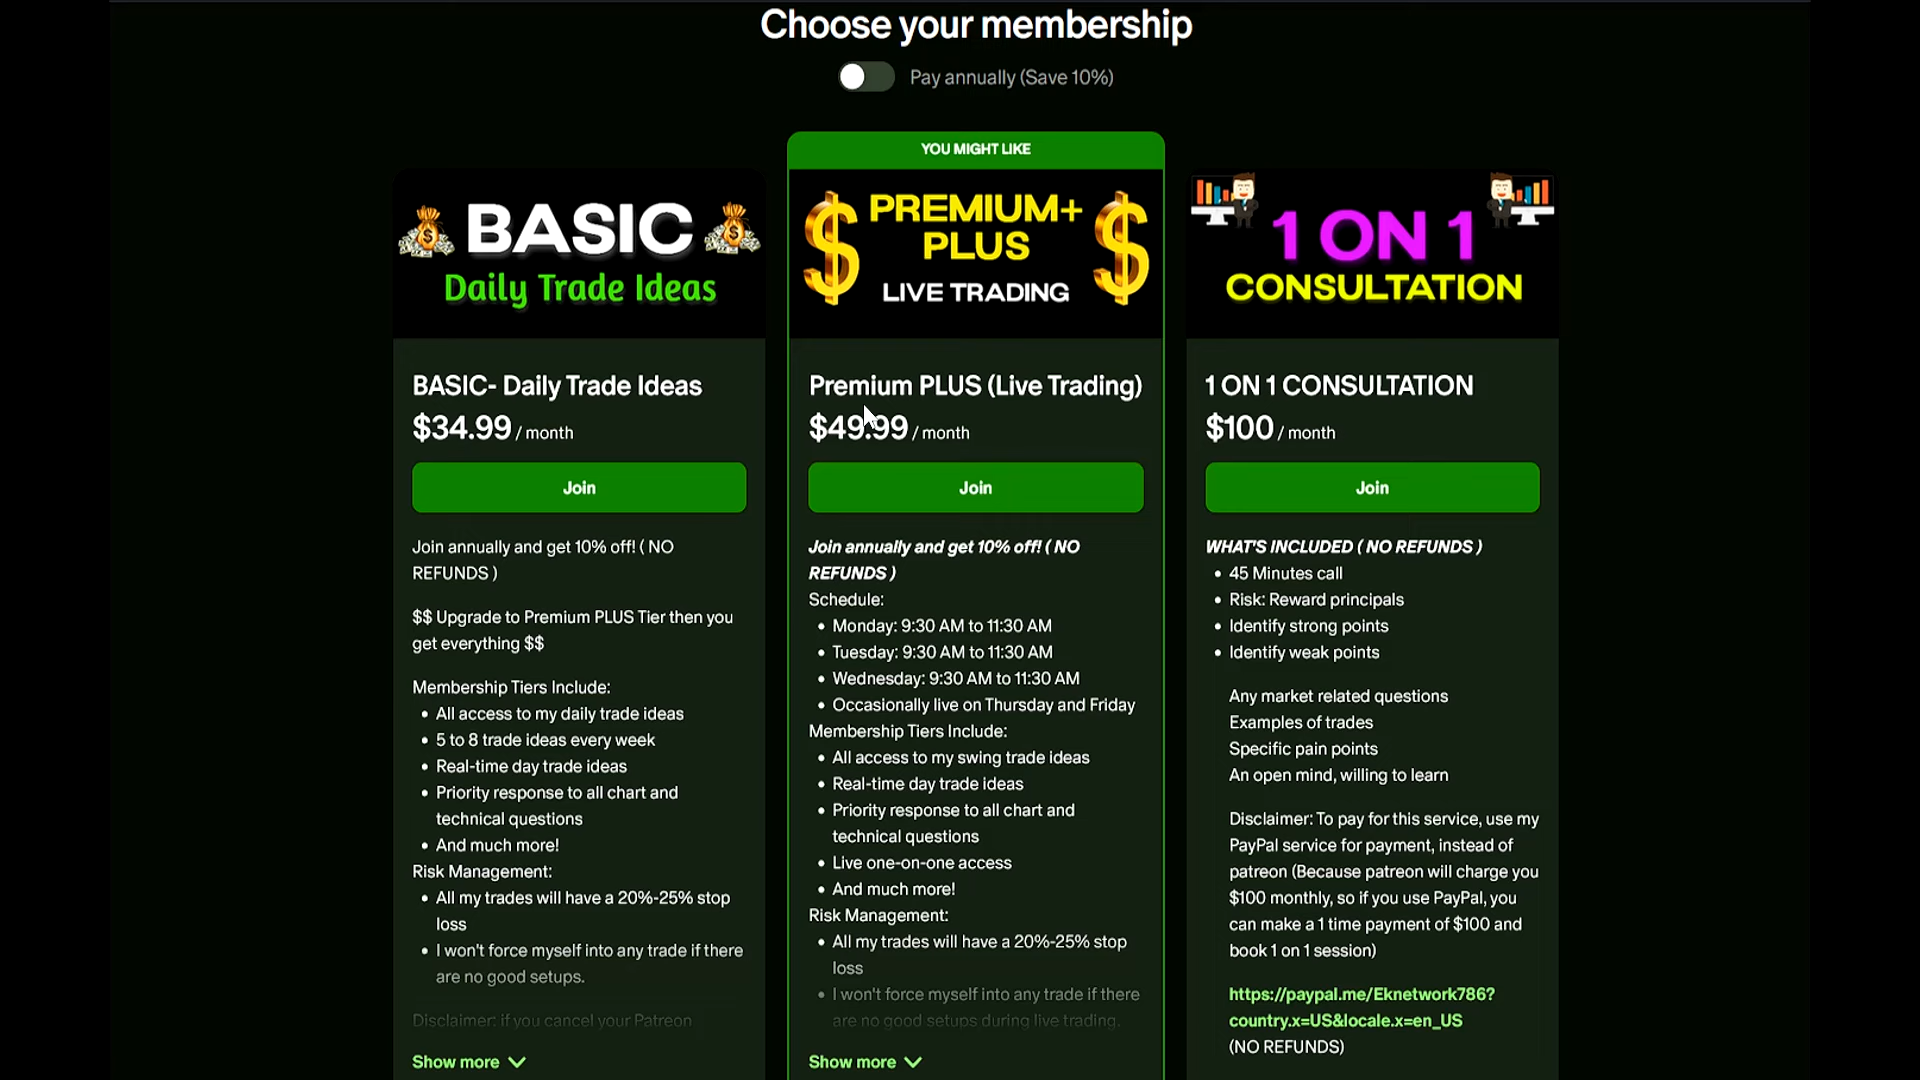 Choose your membership
Pay annually (Save 10%)
BASIC
Daily Trade Ideas
BASIC- Daily Trade Ideas
$34.99 / month
Join
Join annually and get 10% off! ( NO
REFUNDS )
$$ Upgrade to Premium PLUS Tier then you
get everything $$
Membership Tiers Include:
• All access to my daily trade ideas
• 5 to 8 trade ideas every week
• Real-time day trade ideas
• Priority response to all chart and
technical questions
• And much more!
Risk Management:
• All my trades will have a 20%-25% stop
loss
• I won't force myself into any trade if there
are no good setups.
Disclaimer: if you cancel your Patreon
Show more
YOU MIGHT LIKE
PREMIUM+
PLUS
LIVE TRADING
Premium PLUS (Live Trading)
$49.99 / month
Join
Join annually and get 10% off! ( NO
REFUNDS )
Schedule:
• Monday: 9:30 AM to 11:30 AM
• Tuesday: 9:30 AM to 11:30 AM
• Wednesday: 9:30 AM to 11:30 AM
• Occasionally live on Thursday and Friday
Membership Tiers Include:
• All access to my swing trade ideas
• Real-time day trade ideas
• Priority response to all chart and
technical questions
• Live one-on-one access
• And much more!
Risk Management:
• All my trades will have a 20%-25% stop
loss
• I won't force myself into any trade if there
are no good setups during live trading.
Show more
1 ON 1
CONSULTATION
1 ON 1 CONSULTATION
$100 / month
Join
WHAT'S INCLUDED ( NO REFUNDS )
• 45 Minutes call
• Risk: Reward principals
• Identify strong points
• Identify weak points
Any market related questions
Examples of trades
Specific pain points
An open mind, willing to learn
Disclaimer: To pay for this service, use my
PayPal service for payment, instead of
patreon (Because patreon will charge you
$100 monthly, so if you use PayPal, you
can make a 1 time payment of $100 and
book 1 on 1 session)
https://paypal.me/Eknetwork786?
country.x=US&locale.x=en_US
(NO REFUNDS)